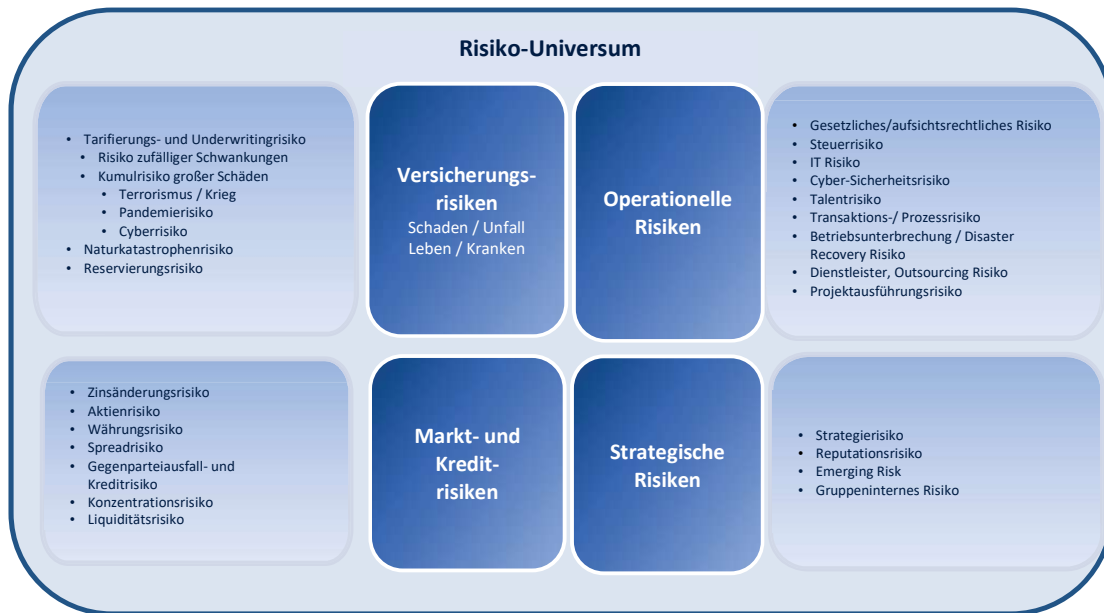 Risiko-Universum
• Tarifierungs- und Underwritingrisiko
• Risiko zufälliger Schwankungen
• Kumulrisiko großer Schäden
• Terrorismus / Krieg
• Pandemierisiko
• Cyberrisiko
• Naturkatastrophenrisiko
• Reservierungsrisiko
Versicherungs-
risiken
Schaden / Unfall
Leben / Kranken
Operationelle
Risiken
• Gesetzliches/aufsichtsrechtliches Risiko
• Steuerrisiko
• IT Risiko
• Cyber-Sicherheitsrisiko
• Talentrisiko
• Transaktions-/ Prozessrisiko
• Betriebsunterbrechung / Disaster
Recovery Risiko
• Dienstleister, Outsourcing Risiko
• Projektausführungsrisiko
• Zinsänderungsrisiko
• Aktienrisiko
• Währungsrisiko
• Spreadrisiko
• Gegenparteiausfall- und
Kreditrisiko
• Konzentrationsrisiko
• Liquiditätsrisiko
Markt- und
Kredit-
risiken
Strategische
Risiken
• Strategierisiko
• Reputationsrisiko
• Emerging Risk
• Gruppeninternes Risiko